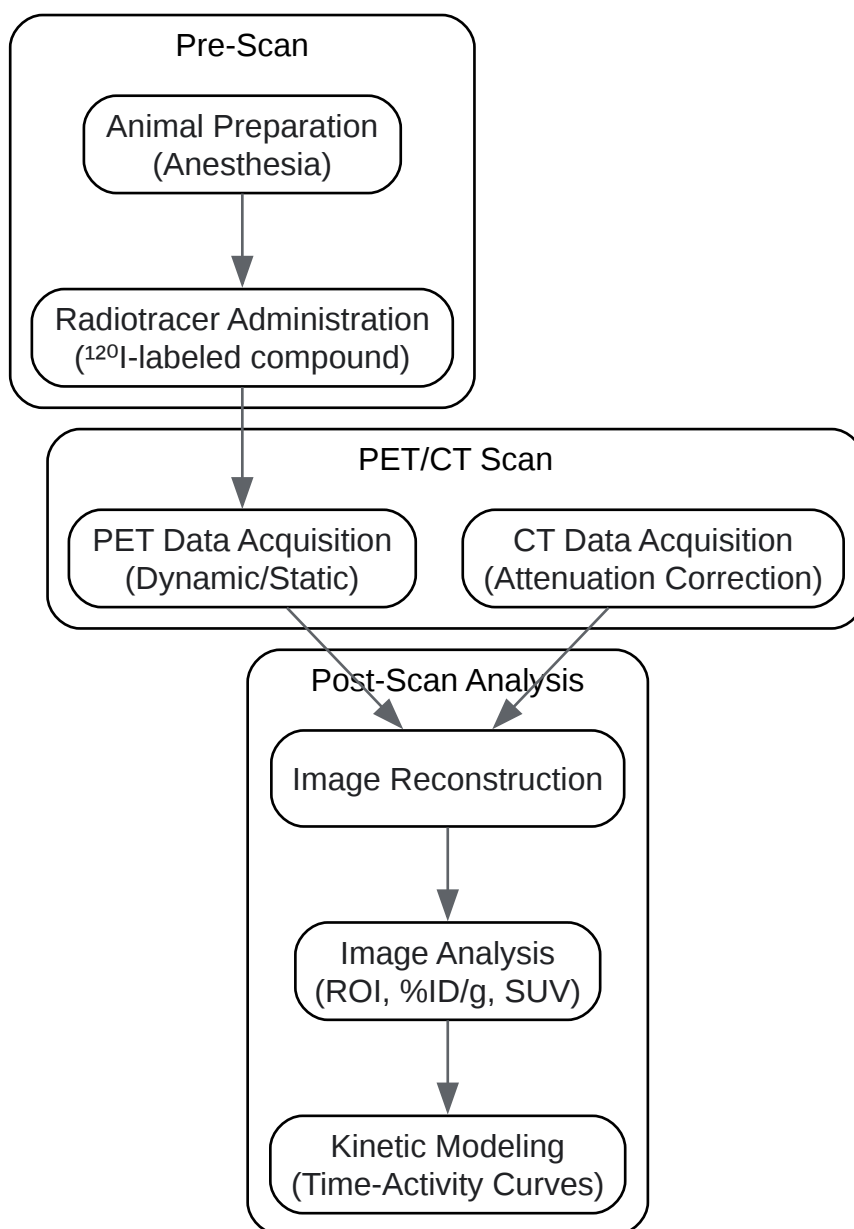 Pre-Scan
Animal Preparation
(Anesthesia)
Radiotracer Administration
(¹²⁰I-labeled compound)
PET/CT Scan
PET Data Acquisition
(Dynamic/Static)
CT Data Acquisition
(Attenuation Correction)
Post-Scan Analysis
Image Reconstruction
Image Analysis
(ROI, %ID/g, SUV)
Kinetic Modeling
(Time-Activity Curves)